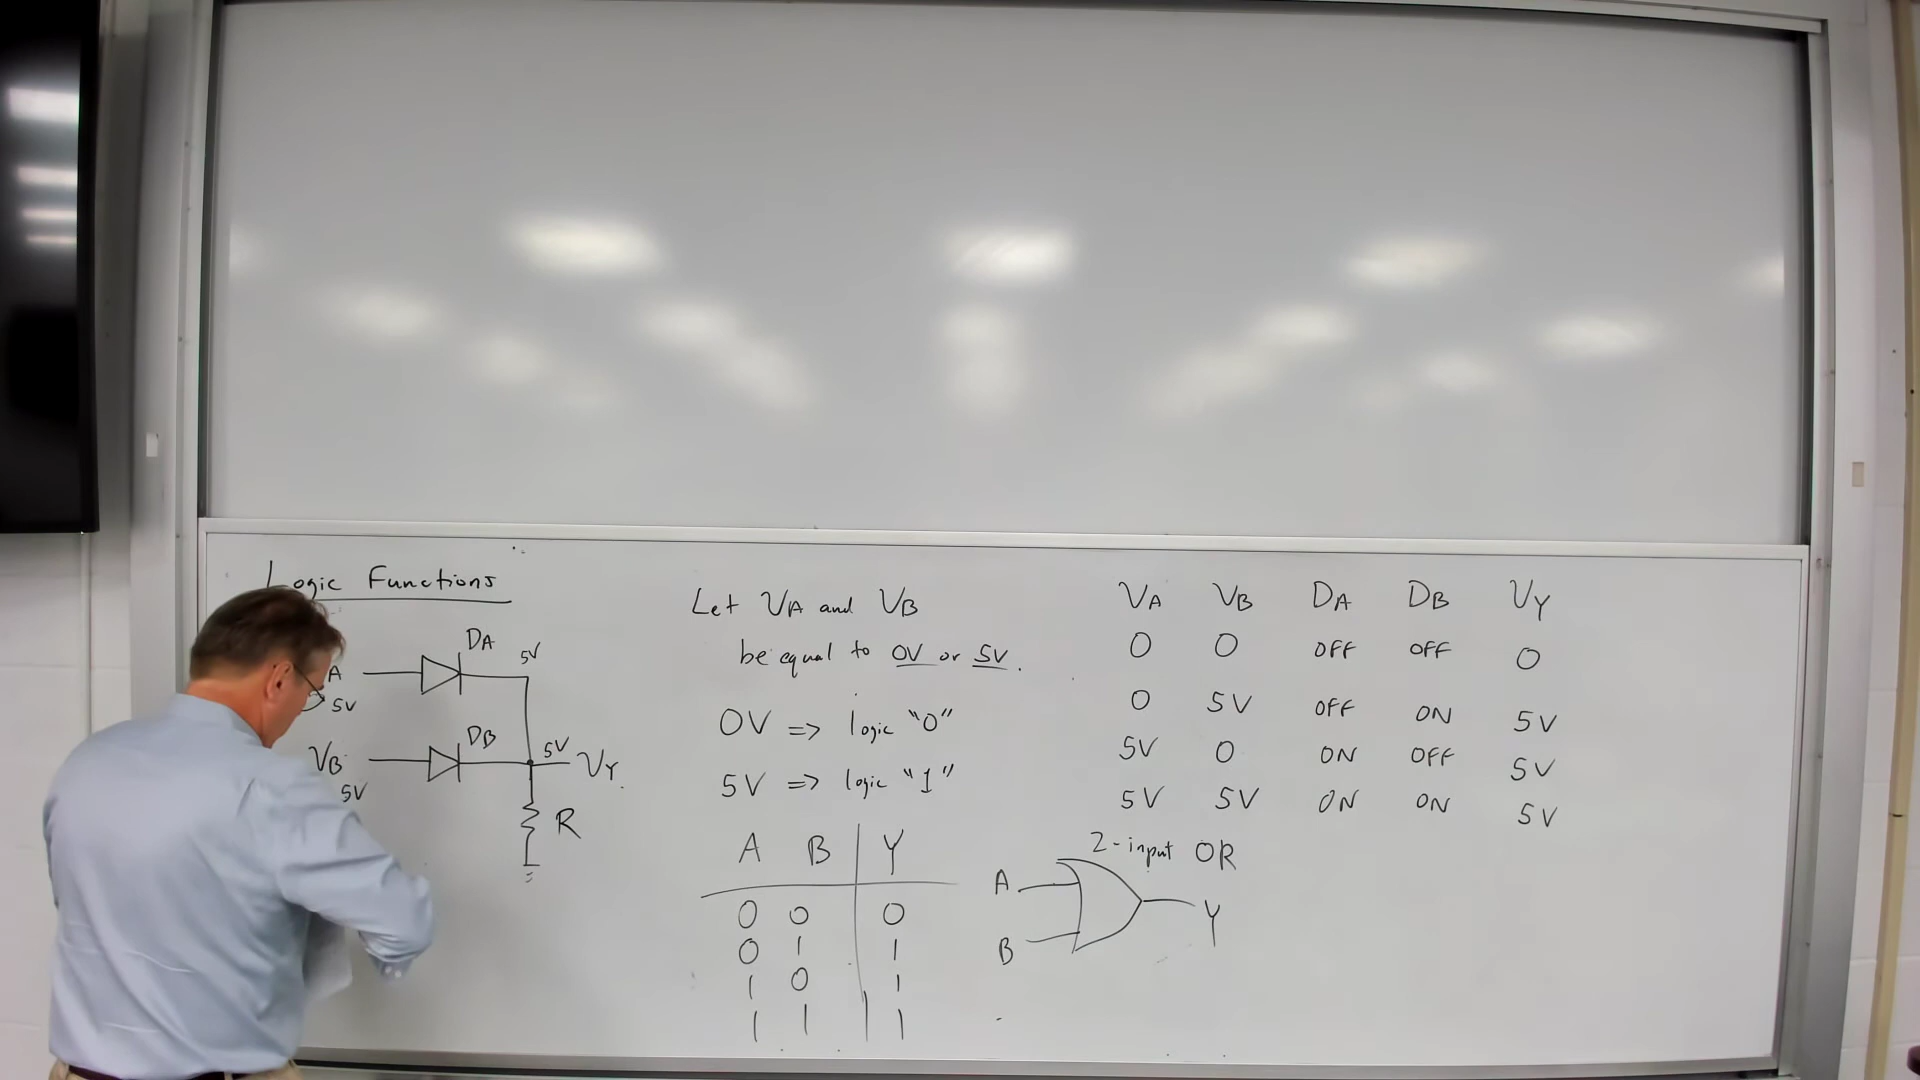 Logic Functions
DA
5V
A
5V
DB
VB
5V
VY
5V
R
Let VA and VB
be equal to 0V or 5V.
0V => logic "0"
5V => logic "1"
A B Y
0 0 0
0 1 1
1 0 1
1 1 1
VA VB DA DB VY
0 0 OFF OFF 0
0 5V OFF ON 5V
5V 0 ON OFF 5V
5V 5V ON ON 5V
2-input OR
A
B
Y